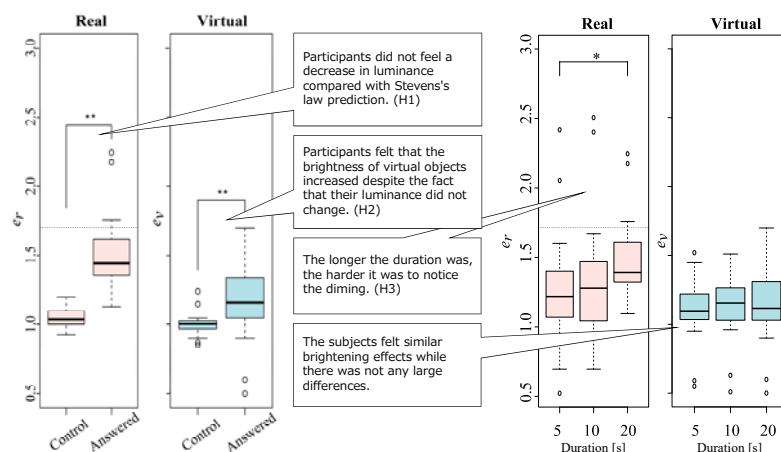 Real
Virtual
3.0
2.5
2.0
1.5
1.0
0.5
er
ev
**
**
Control
Answered
Control
Answered
Participants did not feel a
decrease in luminance
compared with Stevens's
law prediction. (H1)
Participants felt that the
brightness of virtual objects
increased despite the fact
that their luminance did not
change. (H2)
The longer the duration was,
the harder it was to notice
the diming. (H3)
The subjects felt similar
brightening effects while
there was not any large
differences.
Real
Virtual
3.0
2.5
2.0
1.5
1.0
0.5
er
ev
*
5 10 20
Duration [s]
5 10 20
Duration [s]